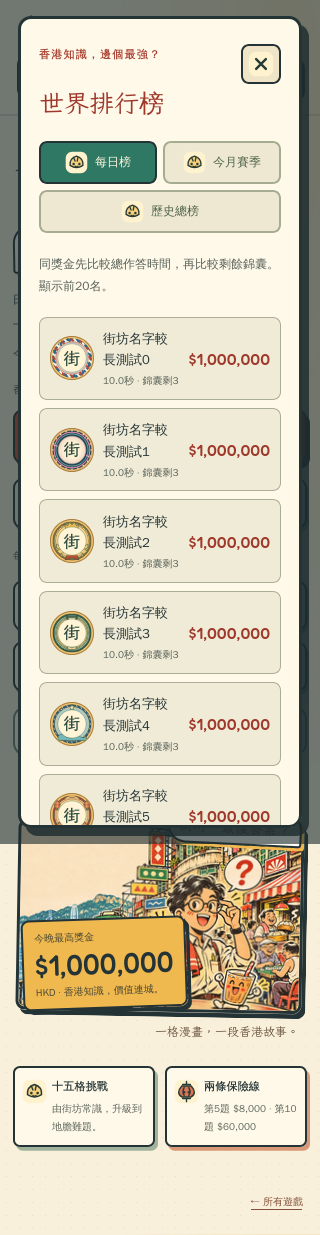 香港知識，邊個最強？
世界排行榜
每日榜
今月賽季
歷史總榜
同獎金先比較總作答時間，再比較剩餘錦囊。
顯示前20名。
街
街坊名字較
長測試0
10.0秒 · 錦囊剩3
$1,000,000
街
街坊名字較
長測試1
10.0秒 · 錦囊剩3
$1,000,000
街
街坊名字較
長測試2
10.0秒 · 錦囊剩3
$1,000,000
街
街坊名字較
長測試3
10.0秒 · 錦囊剩3
$1,000,000
街
街坊名字較
長測試4
10.0秒 · 錦囊剩3
$1,000,000
街
街坊名字較
長測試5
$1,000,000
?
今晚最高獎金
$1,000,000
HKD · 香港知識，價值連城。
一格漫畫，一段香港故事。
十五格挑戰
由街坊常識，升級到
地膽難題。
兩條保險線
第5題 $8,000 · 第10
題 $60,000
← 所有遊戲